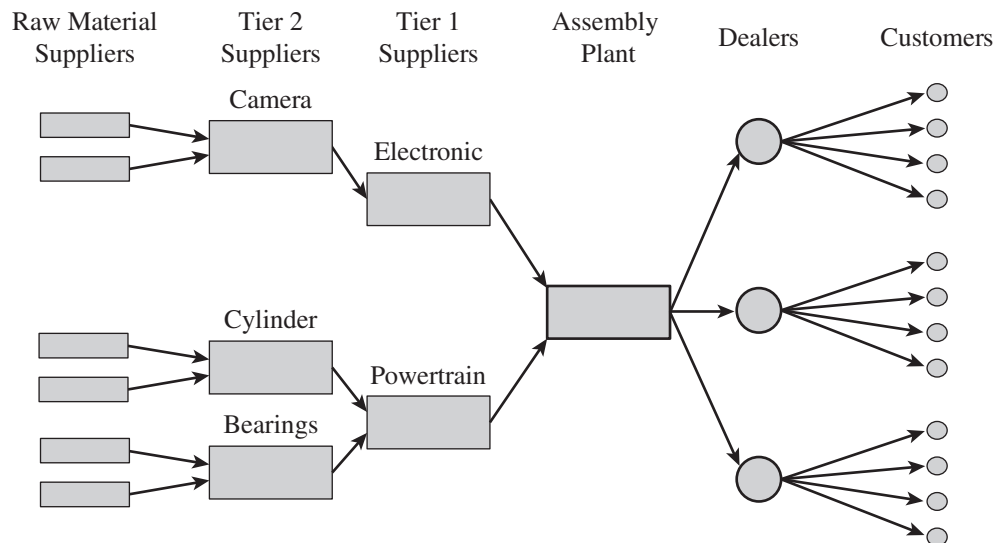 Raw Material
Suppliers
Tier 2
Suppliers
Tier 1
Suppliers
Assembly
Plant
Dealers
Customers
Camera
Electronic
Cylinder
Powertrain
Bearings